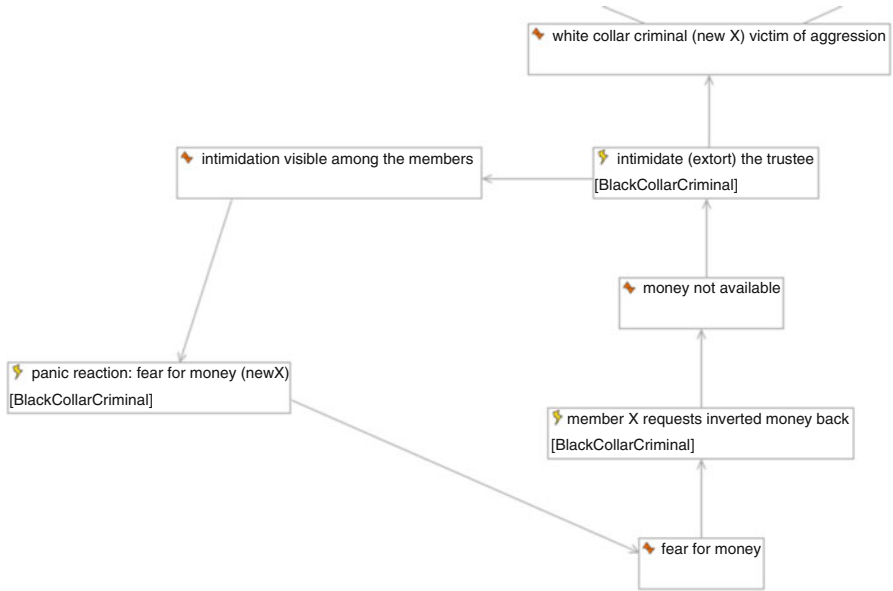 white collar criminal (new X) victim of aggression
intimidation visible among the members
intimidate (extort) the trustee
[BlackCollarCriminal]
money not available
panic reaction: fear for money (newX)
[BlackCollarCriminal]
member X requests inverted money back
[BlackCollarCriminal]
fear for money